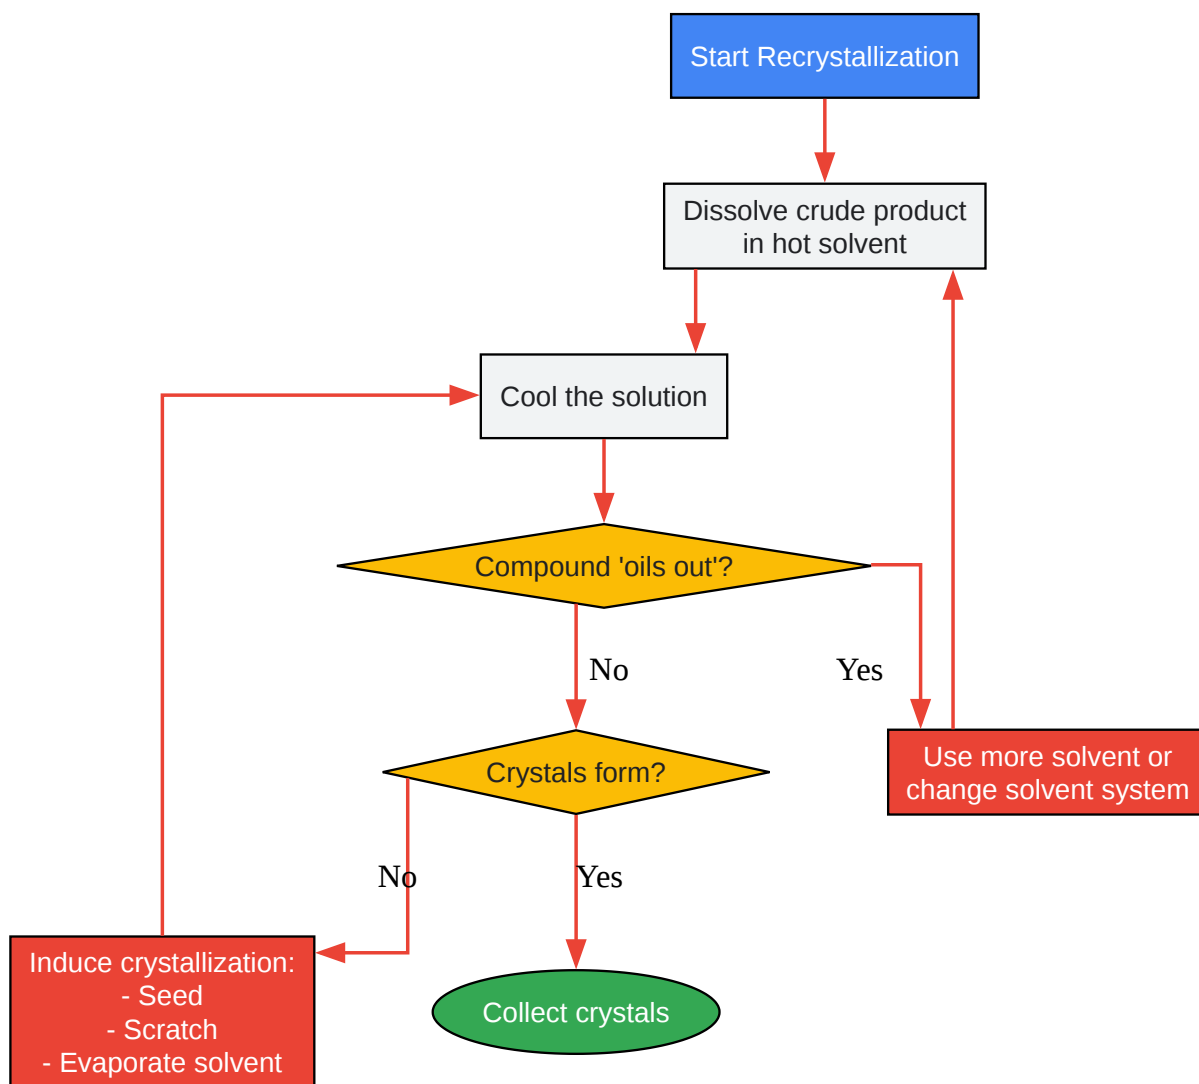 Start Recrystallization
Dissolve crude product
in hot solvent
Cool the solution
Compound 'oils out'?
No
Yes
Crystals form?
Use more solvent or
change solvent system
No
Yes
Induce crystallization:
- Seed
- Scratch
- Evaporate solvent
Collect crystals